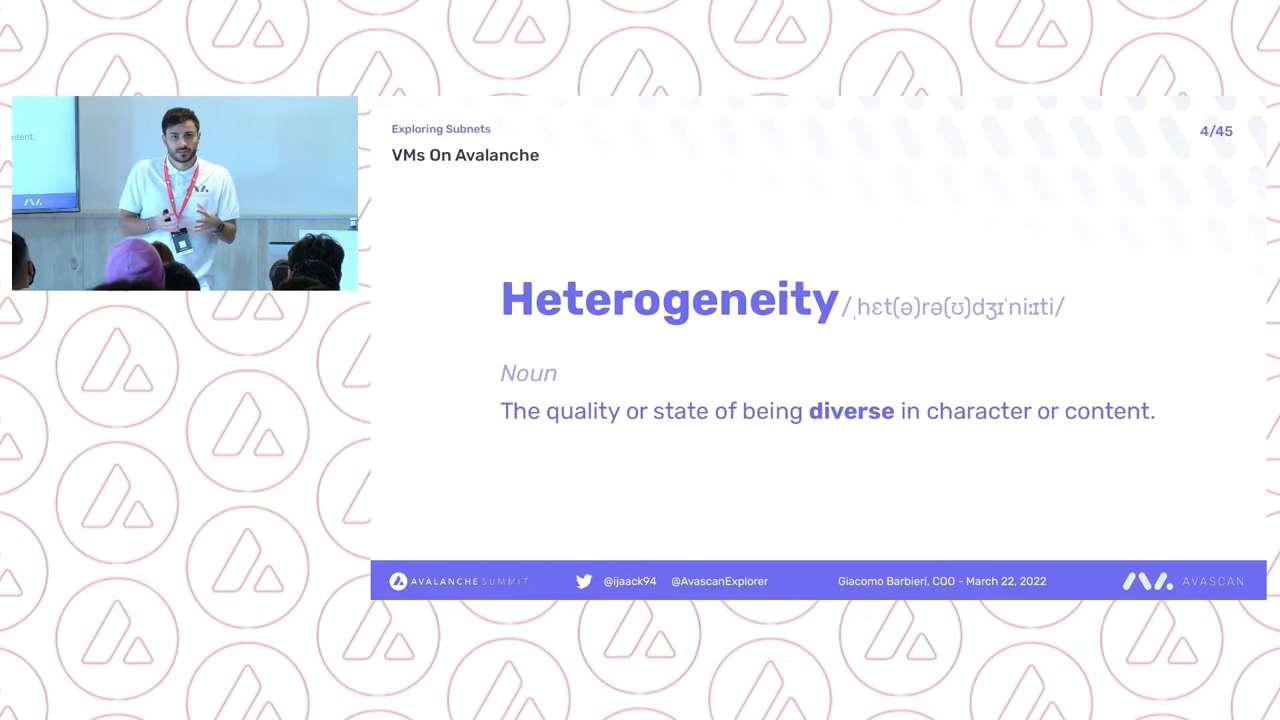 ntent.
Exploring Subnets
4/45
VMs On Avalanche
Heterogeneity /ˌhɛt(ə)rə(ʊ)dʒɪˈniːɪti/
Noun
The quality or state of being diverse in character or content.
AVALANCHE SUMMIT @ijaack94 @AvascanExplorer Giacomo Barbieri, COO - March 22, 2022 AVASCAN